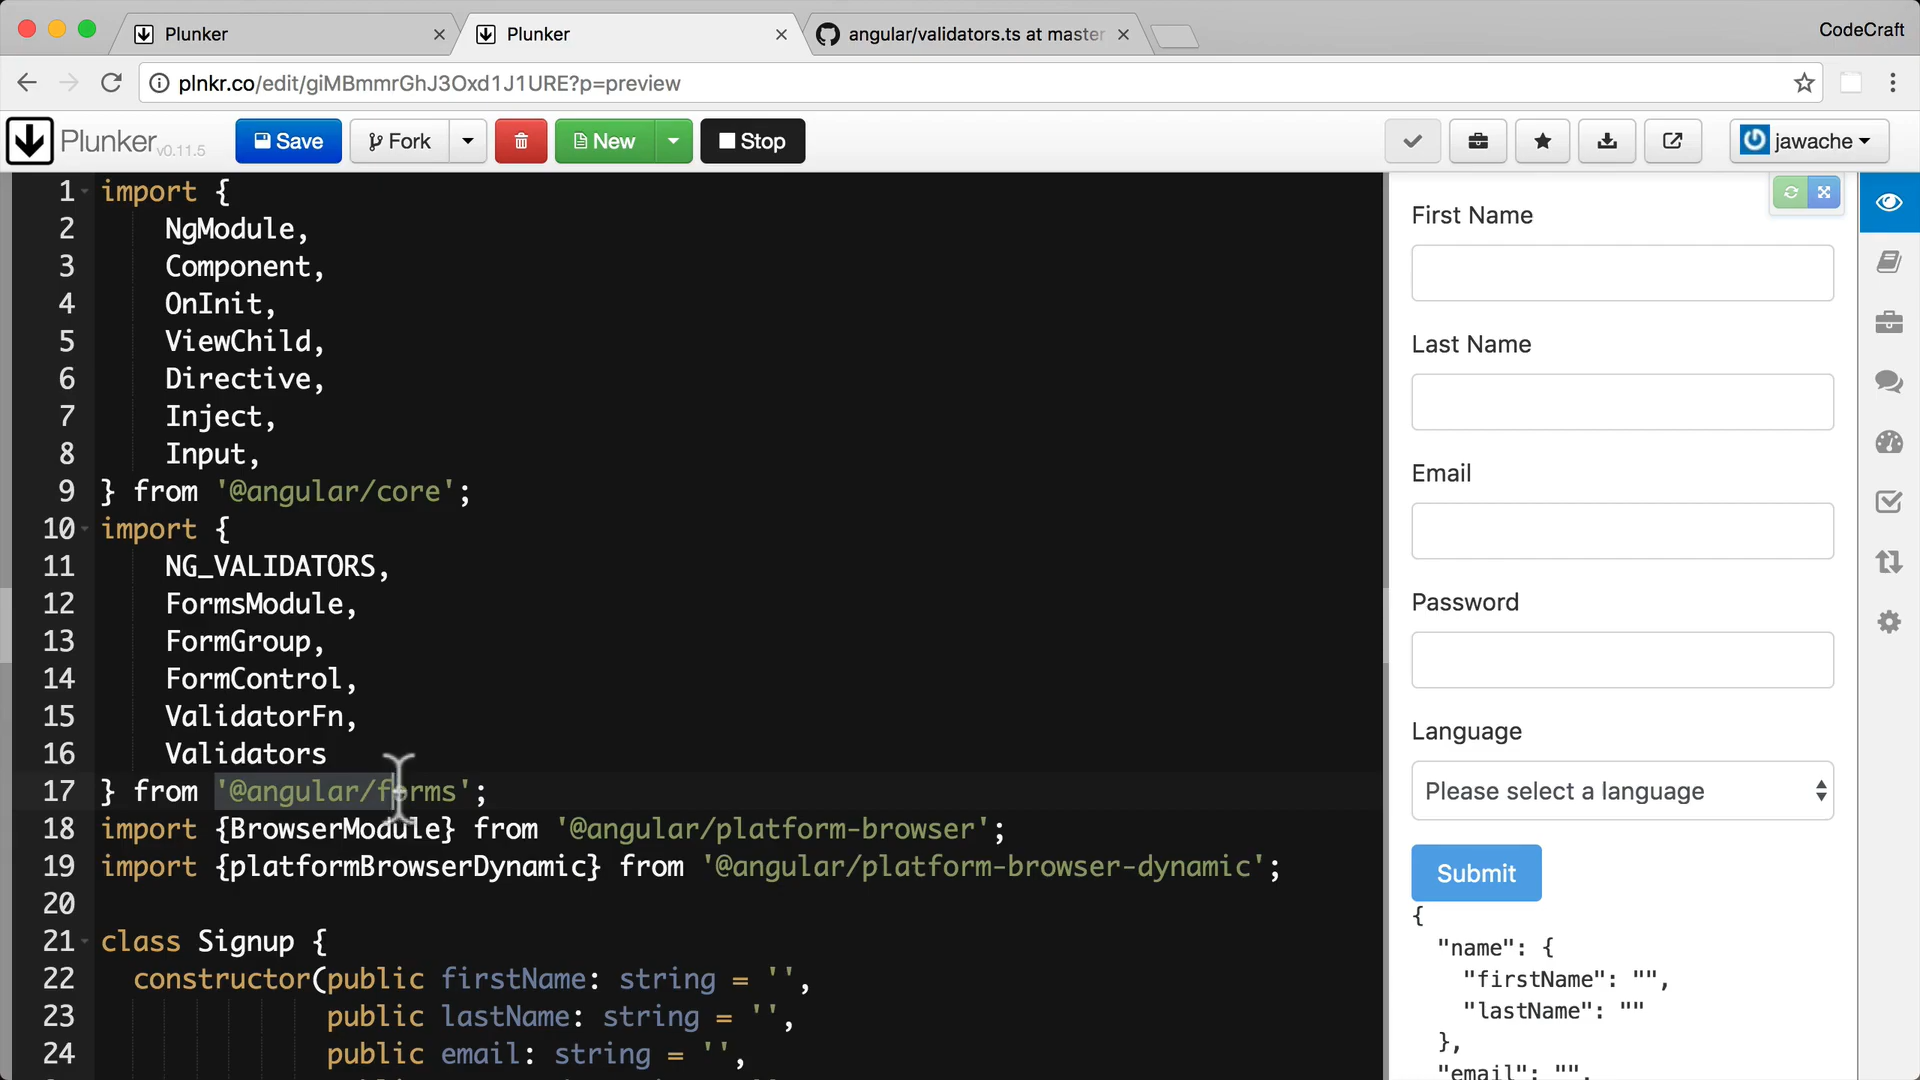 Plunker
Plunker
angular/validators.ts at master
CodeCraft
plnkr.co/edit/giMBmmrGhJ3Oxd1J1URE?p=preview
Plunker v0.11.5
Save
Fork
New
Stop
jawache
1 import {
2 NgModule,
3 Component,
4 OnInit,
5 ViewChild,
6 Directive,
7 Inject,
8 Input,
9 } from '@angular/core';
10 import {
11 NG_VALIDATORS,
12 FormsModule,
13 FormGroup,
14 FormControl,
15 ValidatorFn,
16 Validators
17 } from '@angular/forms';
18 import {BrowserModule} from '@angular/platform-browser';
19 import {platformBrowserDynamic} from '@angular/platform-browser-dynamic';
20
21 class Signup {
22 constructor(public firstName: string = '',
23 public lastName: string = '',
24 public email: string = '',
First Name
Last Name
Email
Password
Language
Please select a language
Submit
{
"name": {
"firstName": "",
"lastName": ""
},
"email": "",